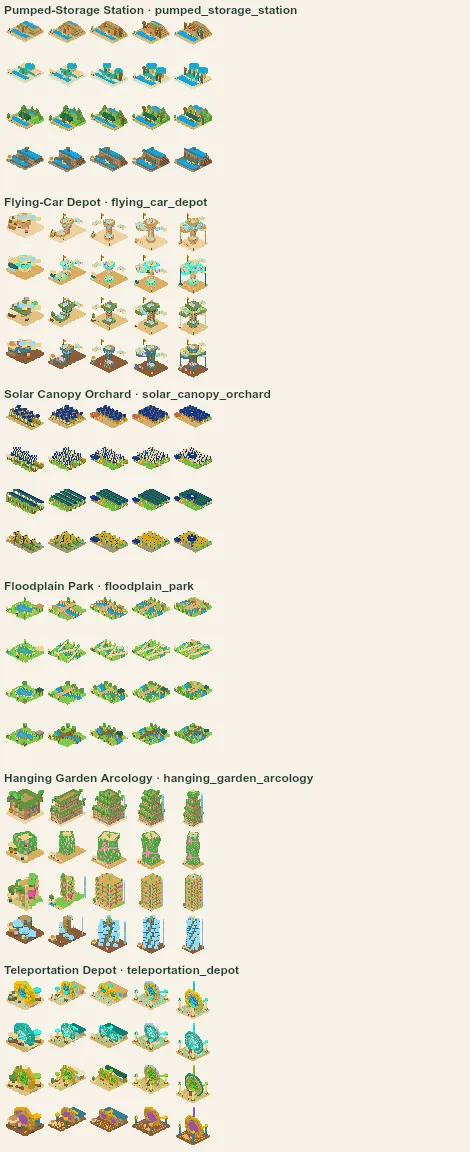 Pumped-Storage Station · pumped_storage_station
Flying-Car Depot · flying_car_depot
Solar Canopy Orchard · solar_canopy_orchard
Floodplain Park · floodplain_park
Hanging Garden Arcology · hanging_garden_arcology
Teleportation Depot · teleportation_depot